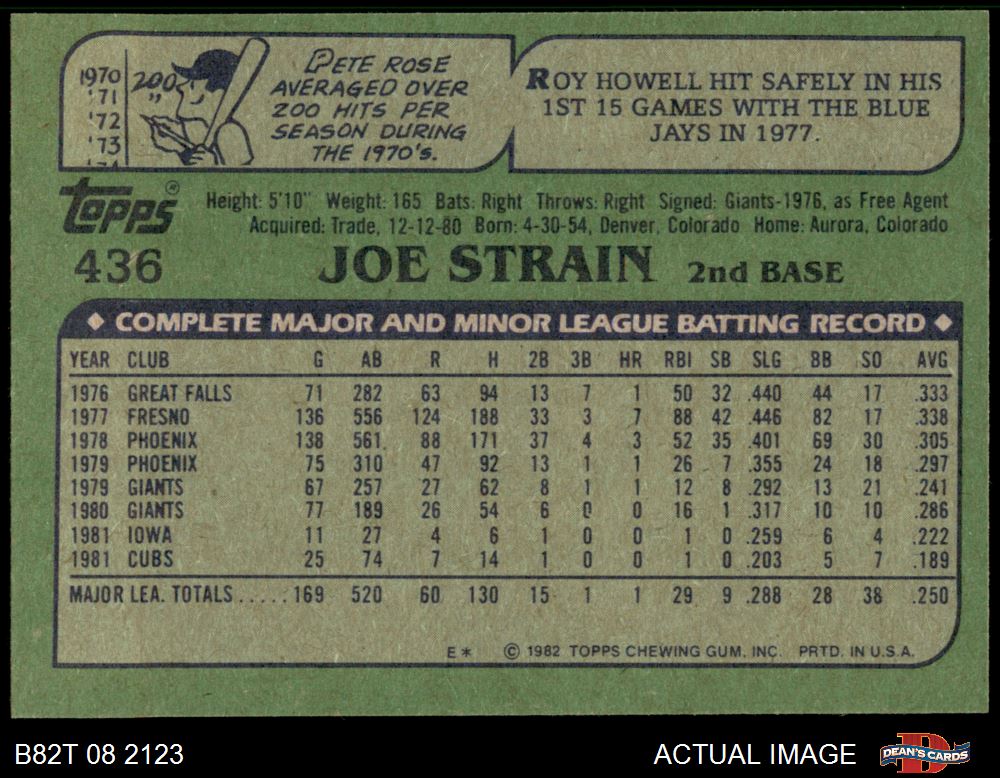 1970
'71
'72
'73
'74
200
"
PETE ROSE
AVERAGED OVER
200 HITS PER
SEASON DURING
THE 1970'S.
ROY HOWELL HIT SAFELY IN HIS
1ST 15 GAMES WITH THE BLUE
JAYS IN 1977.
Topps®
Height: 5'10" Weight: 165 Bats: Right Throws: Right Signed: Giants-1976, as Free Agent
Acquired: Trade, 12-12-80 Born: 4-30-54, Denver, Colorado Home: Aurora, Colorado
436 JOE STRAIN 2nd BASE
COMPLETE MAJOR AND MINOR LEAGUE BATTING RECORD
YEAR CLUB G AB R H 2B 3B HR RBI SB SLG BB SO AVG
1976 GREAT FALLS 71 282 63 94 13 7 1 50 32 .440 44 17 .333
1977 FRESNO 136 556 124 188 33 3 7 88 42 .446 82 17 .338
1978 PHOENIX 138 561 88 171 37 4 3 52 35 .401 69 30 .305
1979 PHOENIX 75 310 47 92 13 1 1 26 7 .355 24 18 .297
1979 GIANTS 67 257 27 62 8 1 1 12 8 .292 13 21 .241
1980 GIANTS 77 189 26 54 6 0 0 16 1 .317 10 10 .286
1981 IOWA 11 27 4 6 1 0 0 1 0 .259 6 4 .222
1981 CUBS 25 74 7 14 1 0 0 1 0 .203 5 7 .189
MAJOR LEA. TOTALS.....169 520 60 130 15 1 1 29 9 .288 28 38 .250
E* © 1982 TOPPS CHEWING GUM, INC. PRTD. IN U.S.A.
B82T 08 2123 ACTUAL IMAGE DEAN'S CARDS